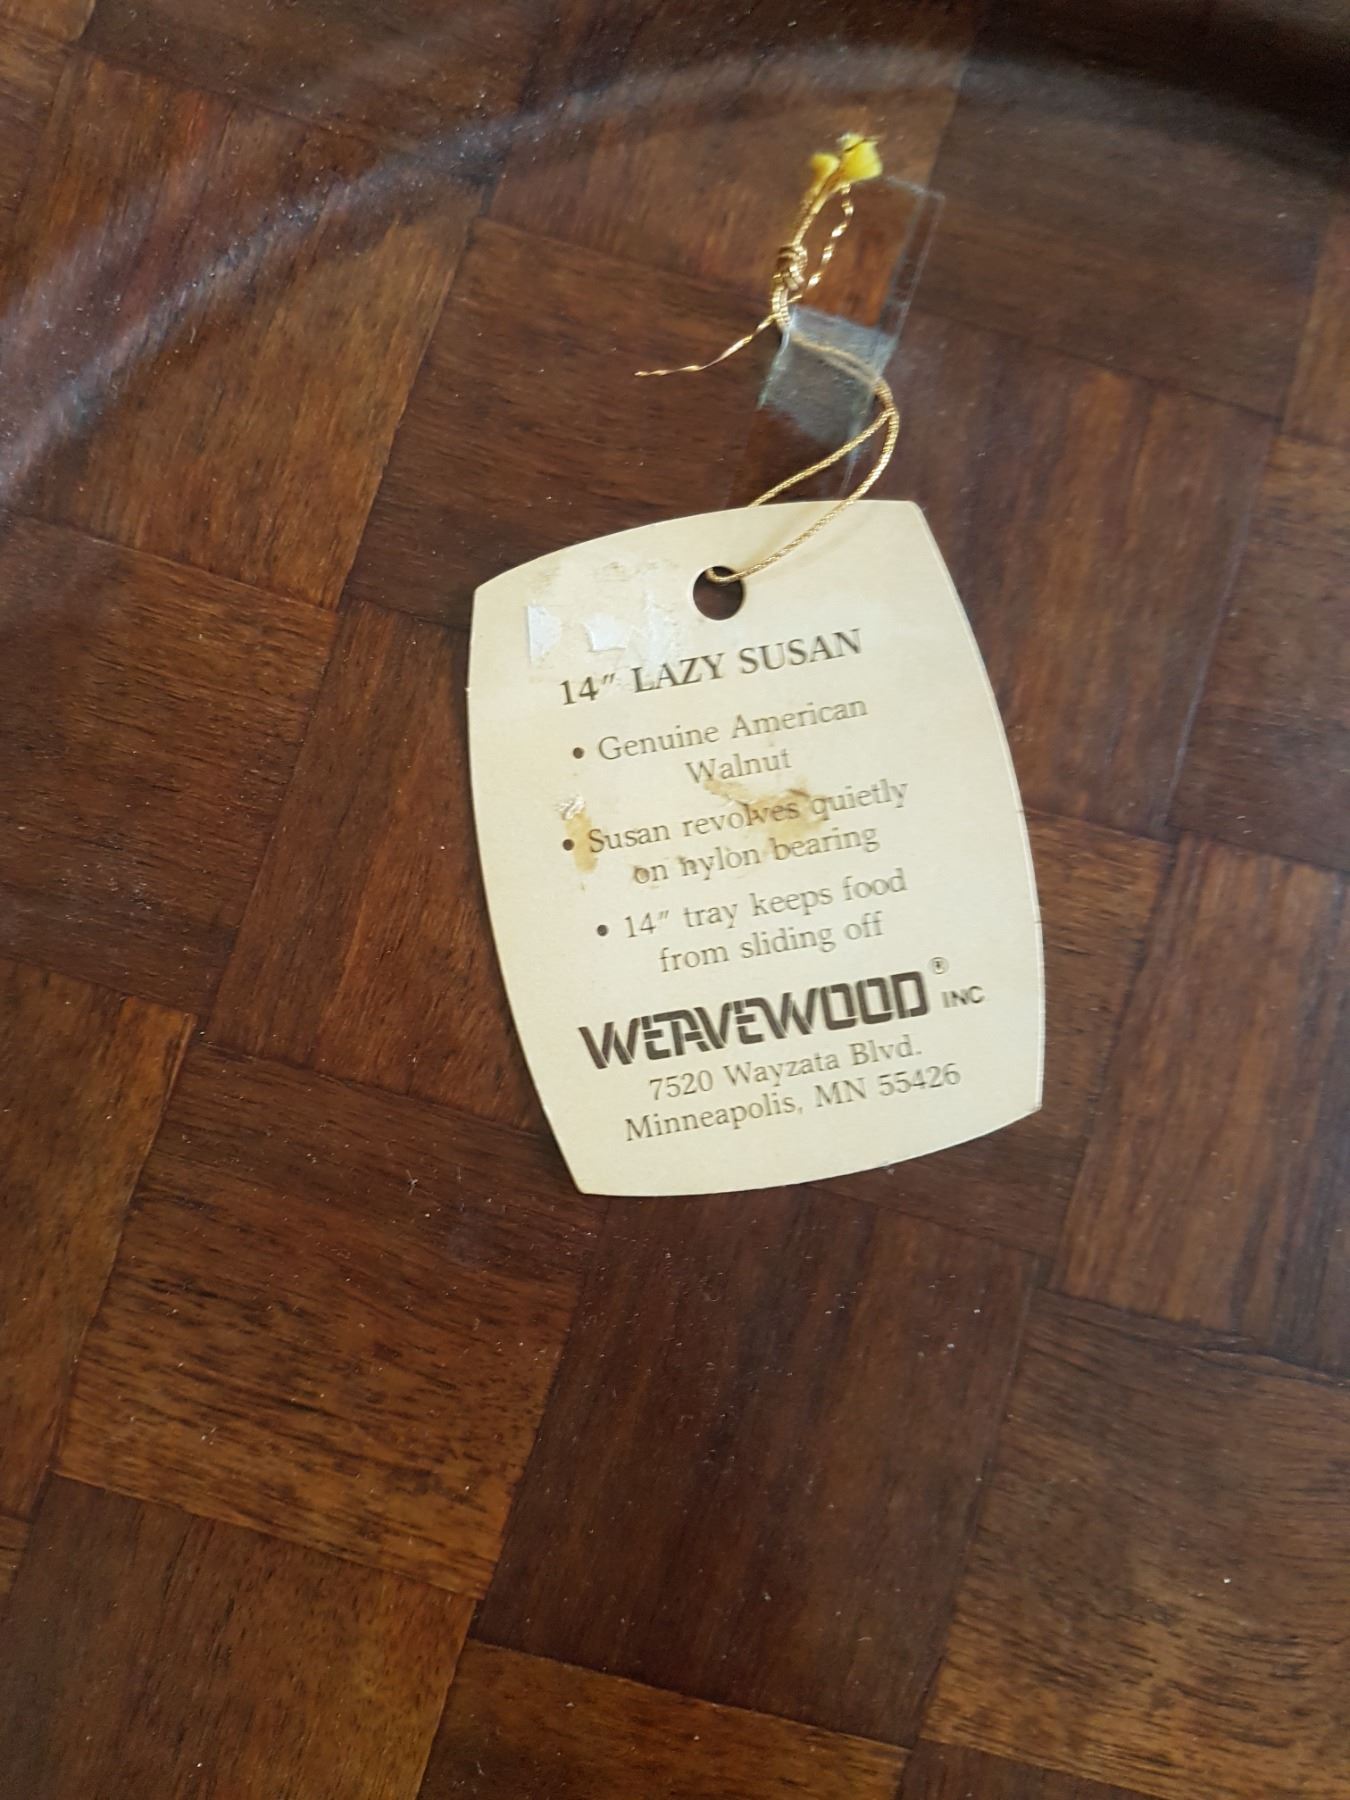 14″ LAZY SUSAN
• Genuine American
Walnut
• Susan revolves quietly
on nylon bearing
• 14″ tray keeps food
from sliding off
WEAVEWOOD® INC
7520 Wayzata Blvd.
Minneapolis, MN 55426